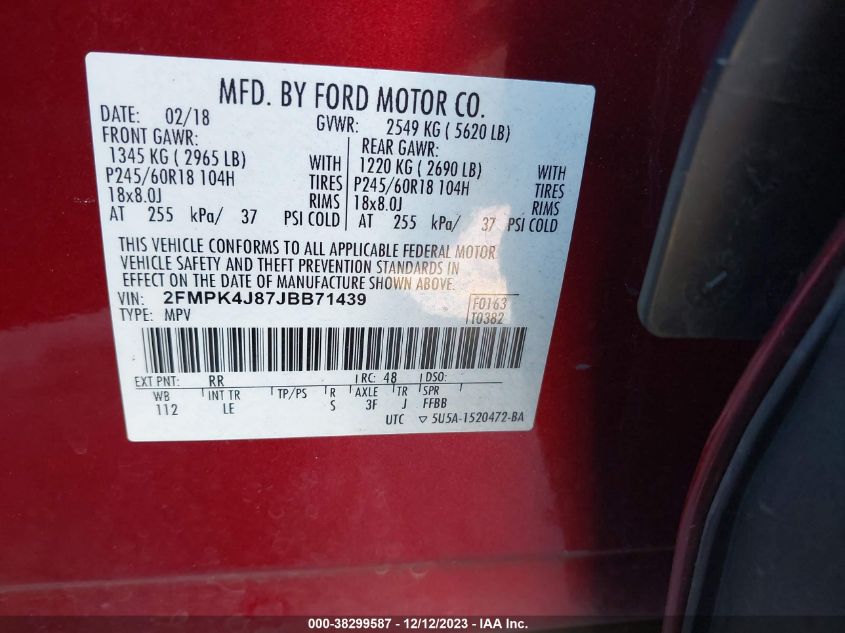 MFD. BY FORD MOTOR CO.
DATE: 02/18 GVWR: 2549 KG ( 5620 LB)
FRONT GAWR: REAR GAWR:
1345 KG ( 2965 LB) WITH 1220 KG ( 2690 LB) WITH
P245/60R18 104H TIRES P245/60R18 104H TIRES
18x8.0J RIMS 18x8.0J RIMS
AT 255 kPa/ 37 PSI COLD AT 255 kPa/ 37 PSI COLD
THIS VEHICLE CONFORMS TO ALL APPLICABLE FEDERAL MOTOR
VEHICLE SAFETY AND THEFT PREVENTION STANDARDS IN
EFFECT ON THE DATE OF MANUFACTURE SHOWN ABOVE.
VIN: 2FMPK4J87JBB71439 F0163
TYPE: MPV T0382
EXT PNT: RR RC: 48 DSO:
WB INT TR TP/PS R AXLE TR SPR
112 LE S 3F J FFBB
UTC ▽ 5U5A-1520472-BA
000-38299587 - 12/12/2023 - www.iaai.com